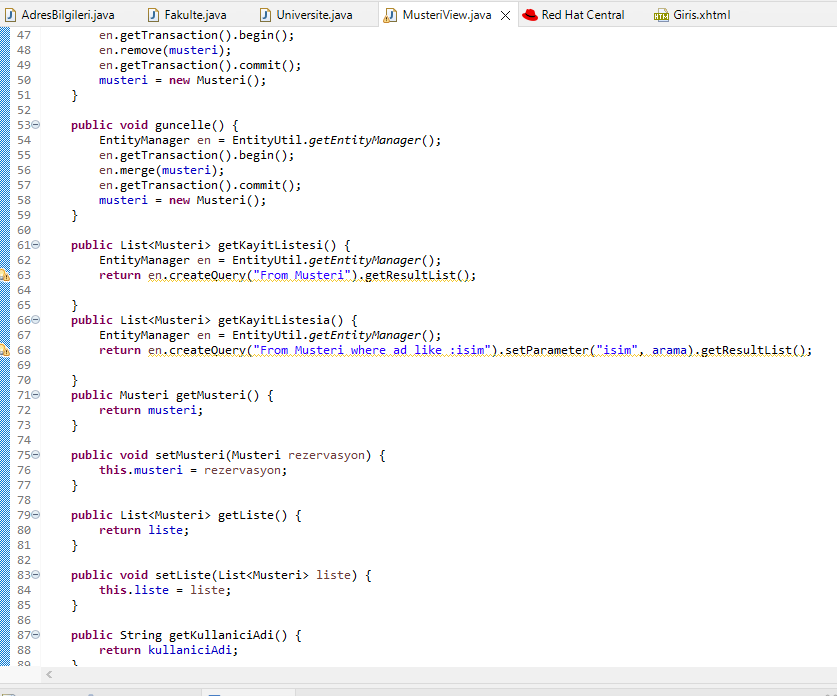 AdresBilgileri.java Fakulte.java Universite.java MusteriView.java Red Hat Central Giris.xhtml
47 en.getTransaction().begin();
48 en.remove(musteri);
49 en.getTransaction().commit();
50 musteri = new Musteri();
51 }
52
53 public void guncelle() {
54 EntityManager en = EntityUtil.getEntityManager();
55 en.getTransaction().begin();
56 en.merge(musteri);
57 en.getTransaction().commit();
58 musteri = new Musteri();
59 }
60
61 public List<Musteri> getKayitListesi() {
62 EntityManager en = EntityUtil.getEntityManager();
63 return en.createQuery("From Musteri").getResultList();
64
65 }
66 public List<Musteri> getKayitListesia() {
67 EntityManager en = EntityUtil.getEntityManager();
68 return en.createQuery("From Musteri where ad like :isim").setParameter("isim", arama).getResultList();
69
70 }
71 public Musteri getMusteri() {
72 return musteri;
73 }
74
75 public void setMusteri(Musteri rezervasyon) {
76 this.musteri = rezervasyon;
77 }
78
79 public List<Musteri> getListe() {
80 return liste;
81 }
82
83 public void setListe(List<Musteri> liste) {
84 this.liste = liste;
85 }
86
87 public String getKullaniciAdi() {
88 return kullaniciAdi;
89 }